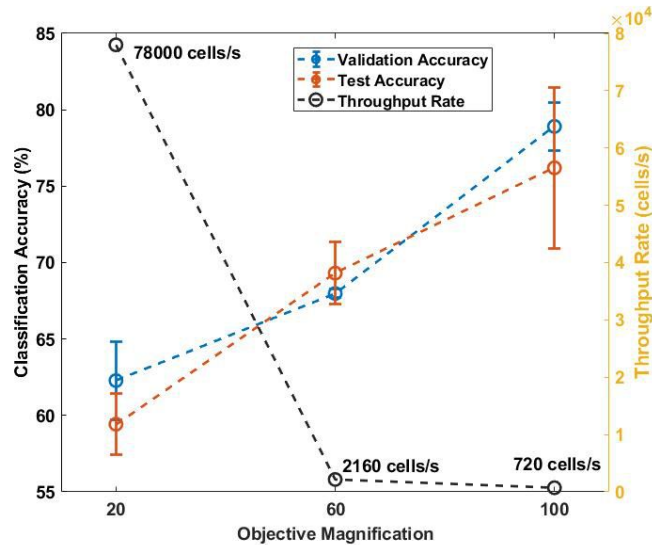 ×10⁴
85
80
75
70
65
60
55
Classification Accuracy (%)
78000 cells/s
Validation Accuracy
Test Accuracy
Throughput Rate
2160 cells/s
720 cells/s
8
7
6
5
4
3
2
1
0
Throughput Rate (cells/s)
20
60
100
Objective Magnification